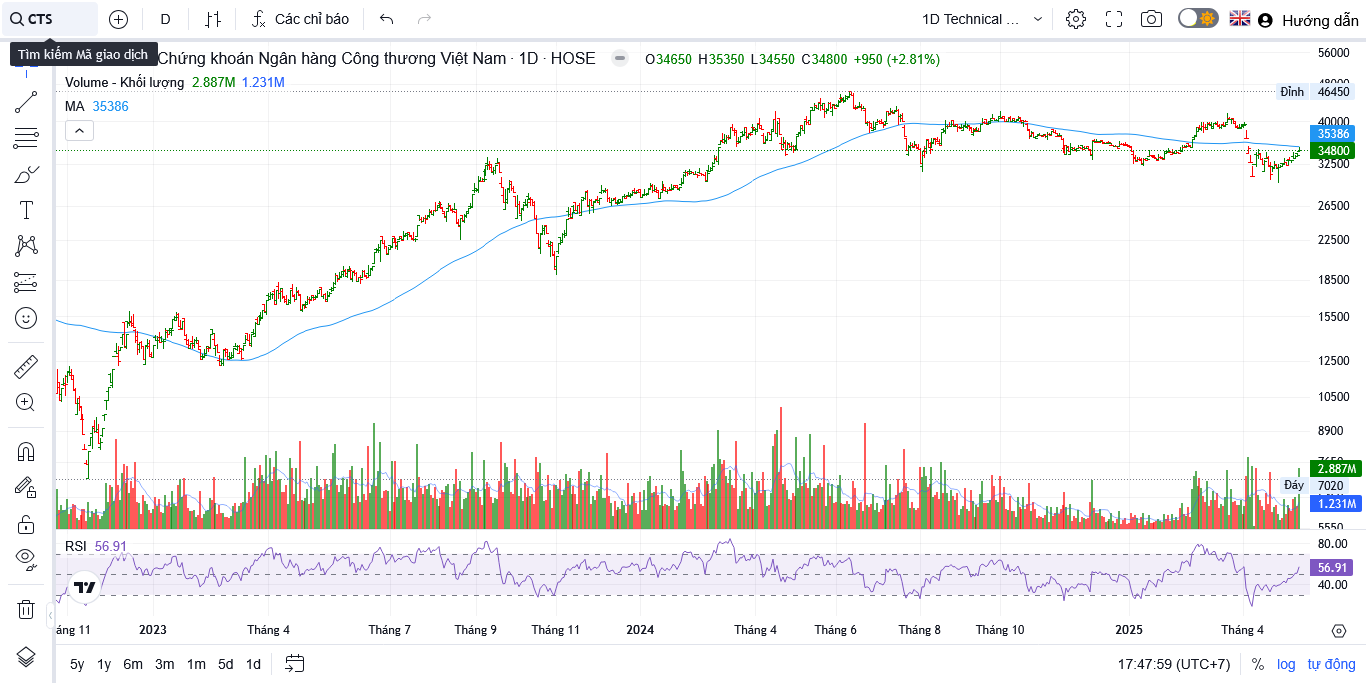 CTS
D
Các chỉ báo
1D Technical ...
Hướng dẫn
Tìm kiếm Mã giao dịch
Chứng khoán Ngân hàng Công thương Việt Nam · 1D · HOSE
O34650 H35350 L34550 C34800 +950 (+2.81%)
Volume - Khối lượng 2.887M 1.231M
MA 35386
56000
48000
Đỉnh 46450
40000
35386
34800
32500
26500
22500
18500
15500
12500
10500
8900
2.887M
Đáy 7020
1.231M
5550
RSI 56.91
80.00
56.91
40.00
áng 11 2023 Tháng 4 Tháng 7 Tháng 9 Tháng 11 2024 Tháng 4 Tháng 6 Tháng 8 Tháng 10 2025 Tháng 4
5y 1y 6m 3m 1m 5d 1d
17:47:59 (UTC+7) % log tự động